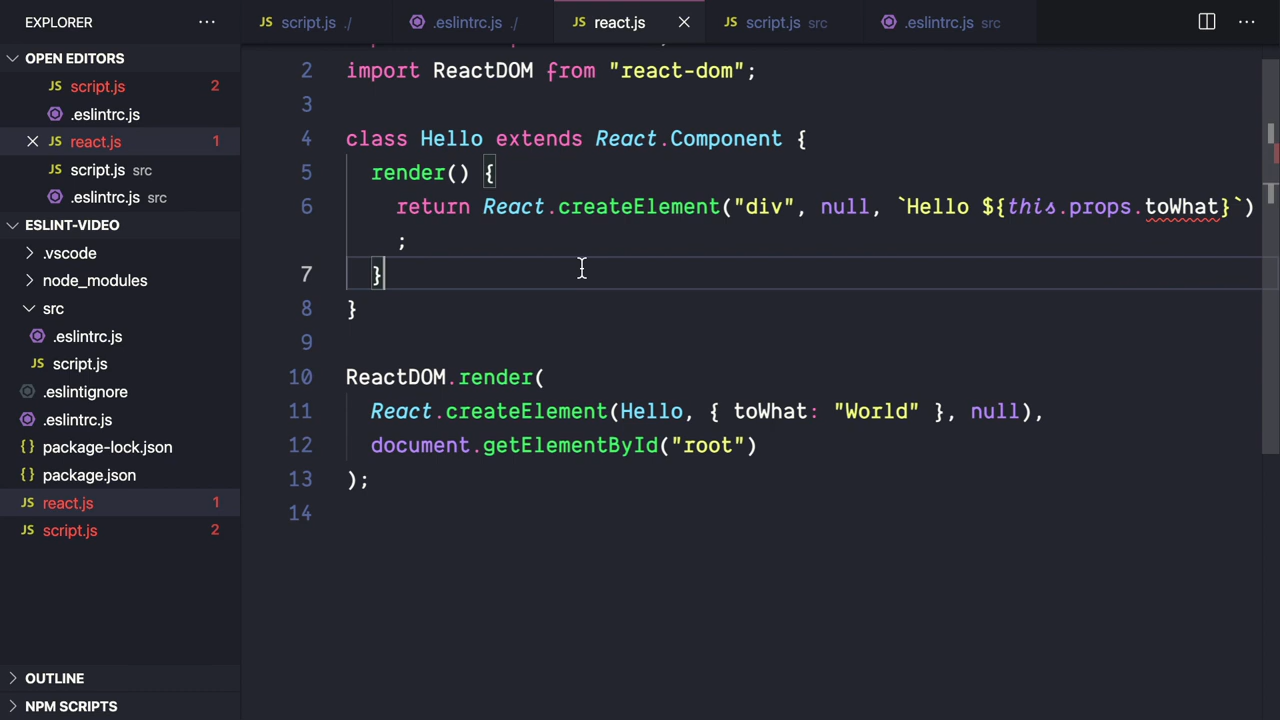 EXPLORER
OPEN EDITORS
JS script.js 2
.eslintrc.js
JS react.js 1
JS script.js src
.eslintrc.js src
ESLINT-VIDEO
.vscode
node_modules
src
.eslintrc.js
JS script.js
.eslintignore
.eslintrc.js
{} package-lock.json
{} package.json
JS react.js 1
JS script.js 2
OUTLINE
NPM SCRIPTS
JS script.js ./
.eslintrc.js ./
JS react.js
JS script.js src
.eslintrc.js src
2 import ReactDOM from "react-dom";
3
4 class Hello extends React.Component {
5 render() {
6 return React.createElement("div", null, `Hello ${this.props.toWhat}`)
;
7 }
8 }
9
10 ReactDOM.render(
11 React.createElement(Hello, { toWhat: "World" }, null),
12 document.getElementById("root")
13 );
14